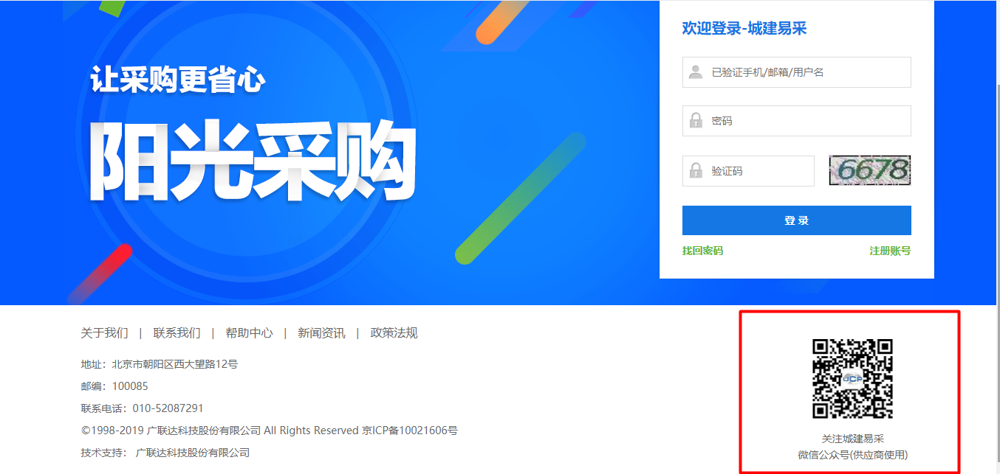 让采购更省心
阳光采购
欢迎登录-城建易采
已验证手机/邮箱/用户名
密码
验证码
6678
登 录
找回密码 注册账号
关于我们 | 联系我们 | 帮助中心 | 新闻资讯 | 政策法规
地址：北京市朝阳区西大望路12号
邮编：100085
联系电话：010-52087291
©1998-2019 广联达科技股份有限公司 All Rights Reserved 京ICP备10021606号
技术支持： 广联达科技股份有限公司
UCP
关注城建易采
微信公众号(供应商使用)